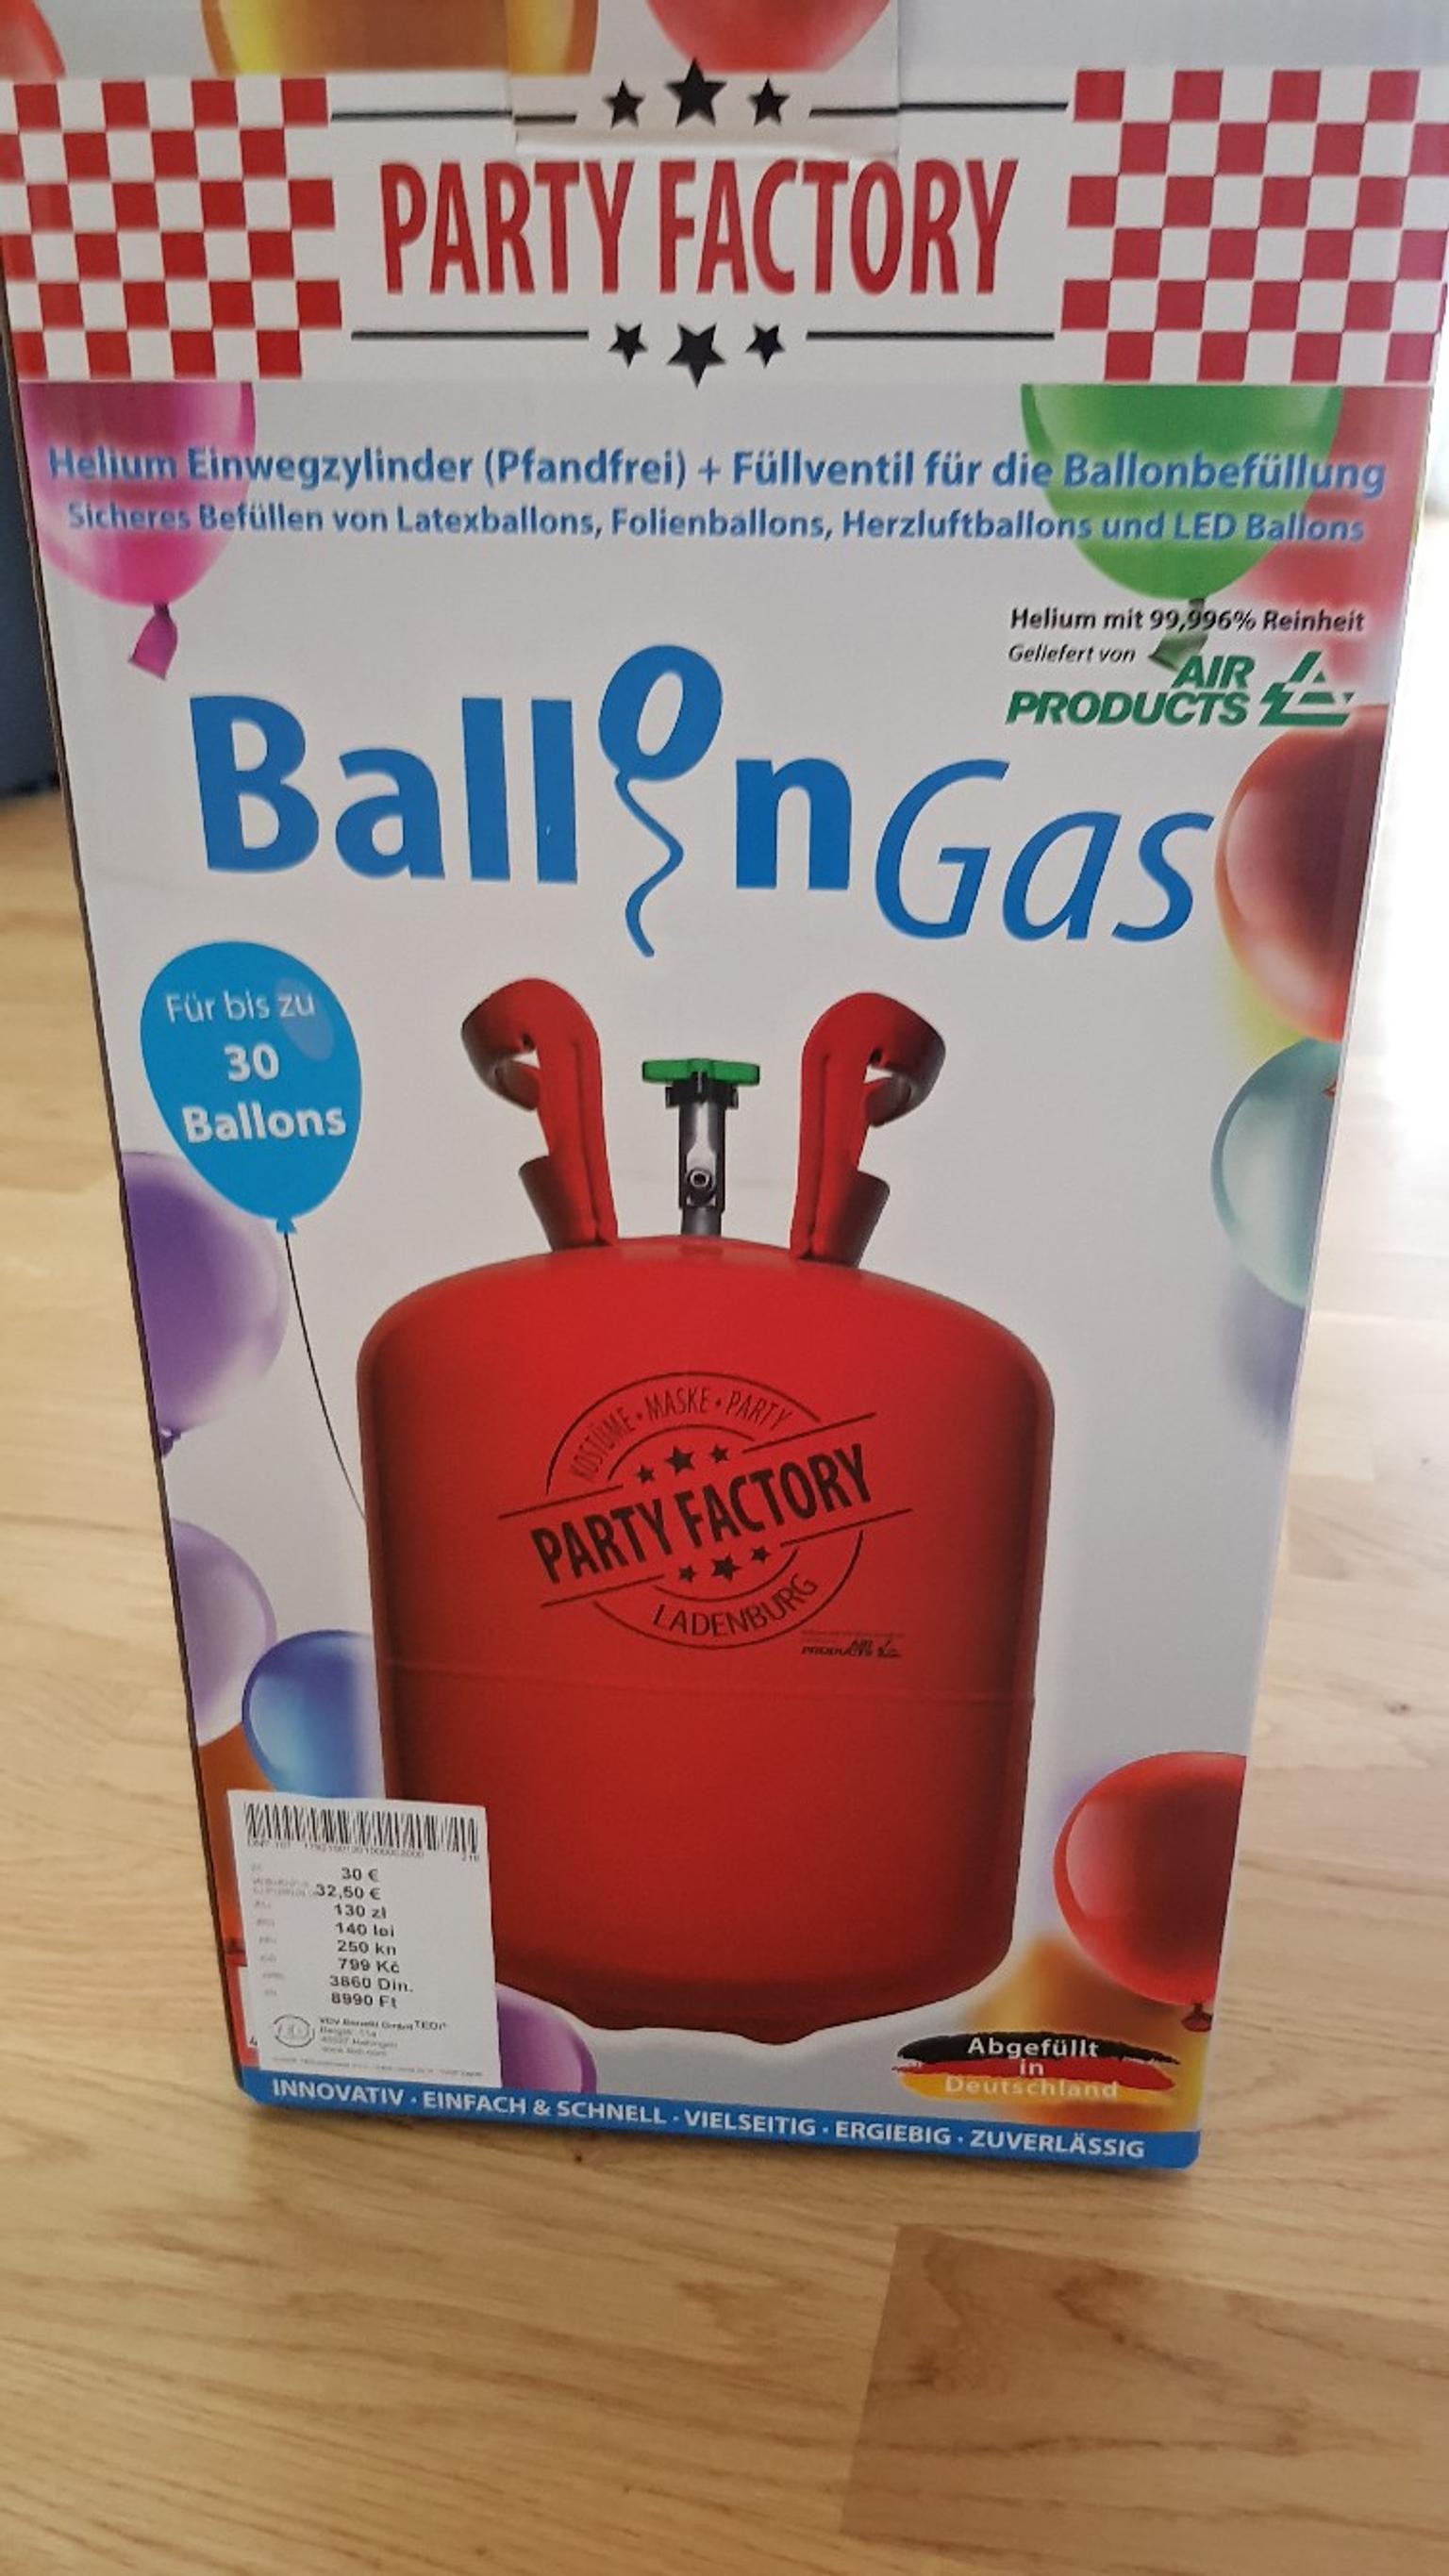 PARTY FACTORY
Helium Einwegzylinder (Pfandfrei) + Füllventil für die Ballonbefüllung
Sicheres Befüllen von Latexballons, Folienballons, Herzluftballons und LED Ballons
Helium mit 99,996% Reinheit
Geliefert von
AIR
PRODUCTS
BallonGas
Für bis zu
30
Ballons
KOSTÜME • MASKE • PARTY
PARTY FACTORY
LADENBURG
AIR
PRODUCTS
30 €
32,50 €
130 zl
140 lei
250 kn
799 Kč
3860 Din.
8990 Ft
TEDi
Abgefüllt
in
Deutschland
INNOVATIV · EINFACH & SCHNELL · VIELSEITIG · ERGIEBIG · ZUVERLÄSSIG